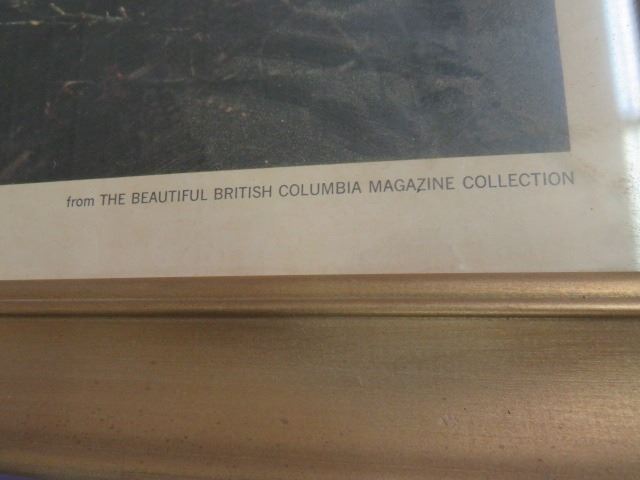 from THE BEAUTIFUL BRITISH COLUMBIA MAGAZINE COLLECTION